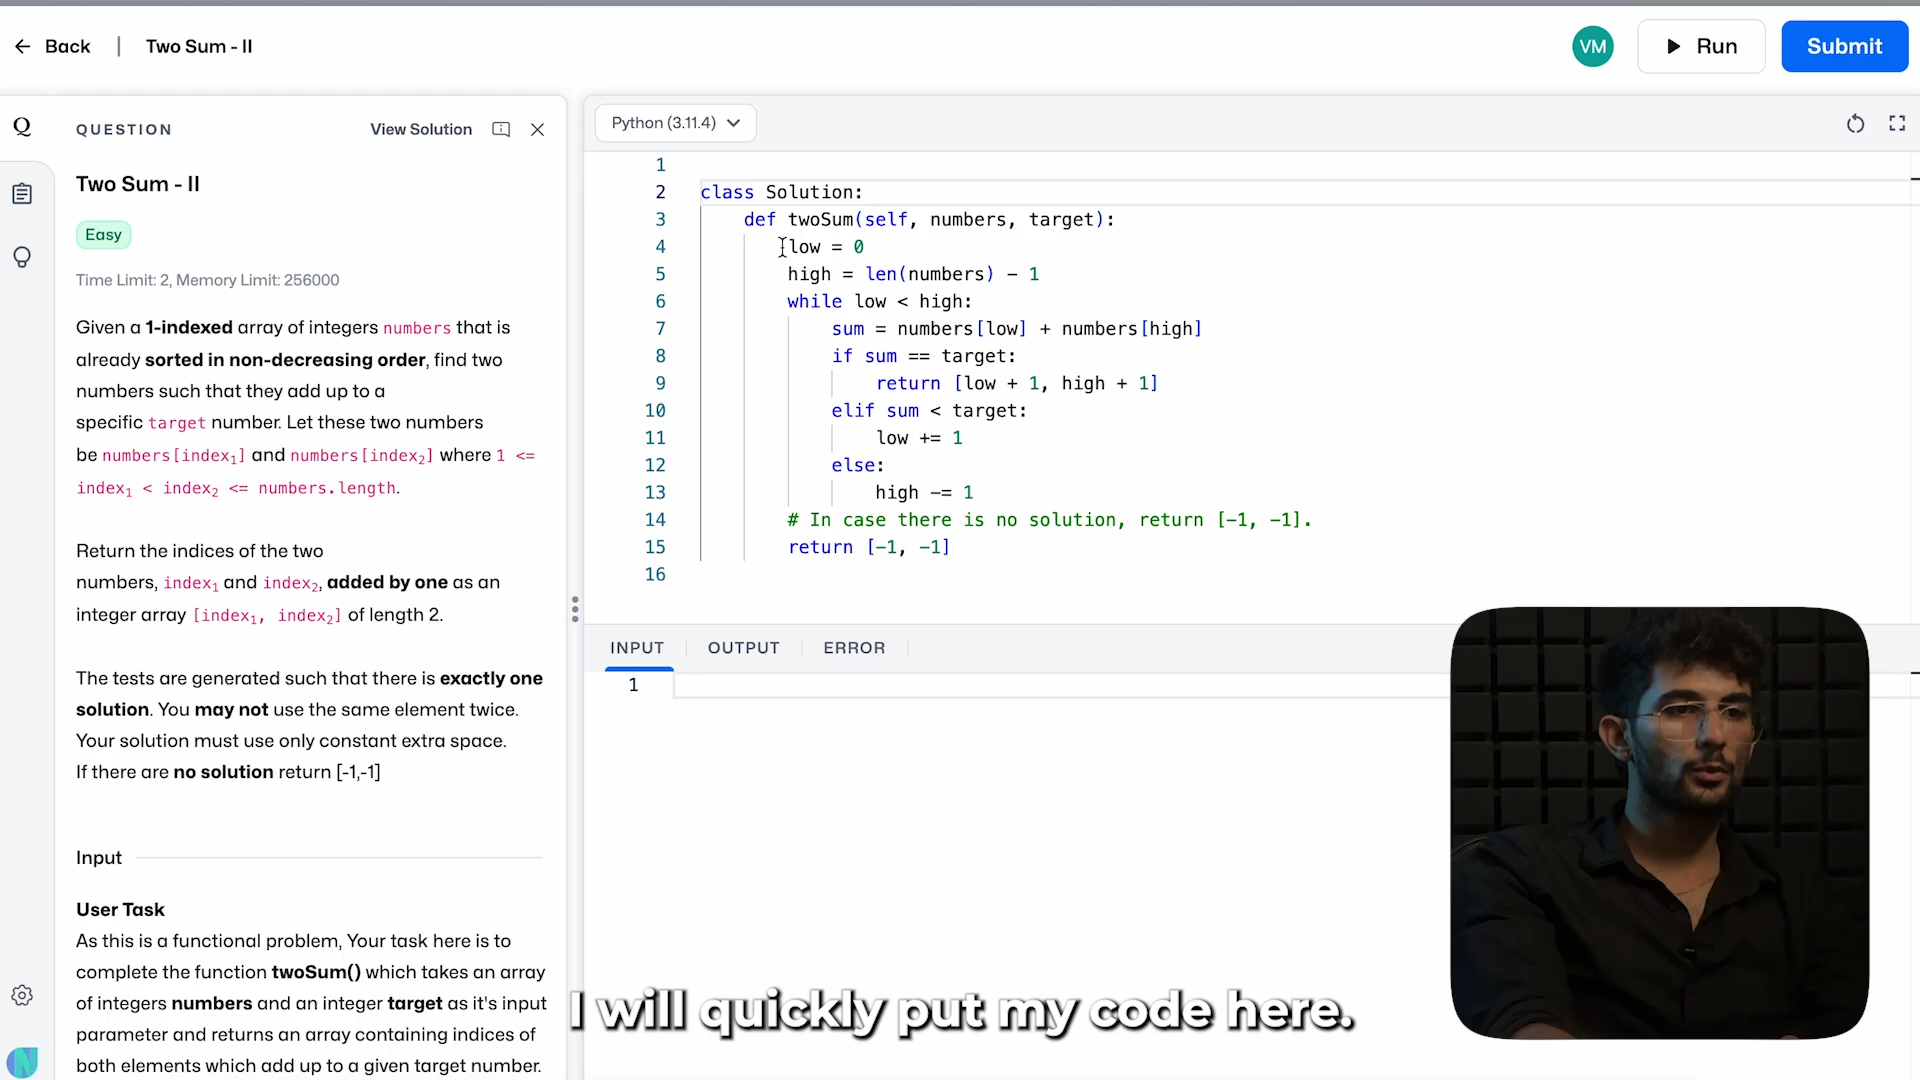 Back | Two Sum - II
VM
Run
Submit
Q
QUESTION
View Solution
Two Sum - II
Easy
Time Limit: 2, Memory Limit: 256000
Given a 1-indexed array of integers numbers that is
already sorted in non-decreasing order, find two
numbers such that they add up to a
specific target number. Let these two numbers
be numbers[index₁] and numbers[index₂] where 1 <=
index₁ < index₂ <= numbers.length.
Return the indices of the two
numbers, index₁ and index₂, added by one as an
integer array [index₁, index₂] of length 2.
The tests are generated such that there is exactly one
solution. You may not use the same element twice.
Your solution must use only constant extra space.
If there are no solution return [-1,-1]
Input
User Task
As this is a functional problem, Your task here is to
complete the function twoSum() which takes an array
of integers numbers and an integer target as it's input
parameter and returns an array containing indices of
both elements which add up to a given target number.
Python (3.11.4)
1
2 class Solution:
3 def twoSum(self, numbers, target):
4 low = 0
5 high = len(numbers) - 1
6 while low < high:
7 sum = numbers[low] + numbers[high]
8 if sum == target:
9 return [low + 1, high + 1]
10 elif sum < target:
11 low += 1
12 else:
13 high -= 1
14 # In case there is no solution, return [-1, -1].
15 return [-1, -1]
16
INPUT
OUTPUT
ERROR
1
I will quickly put my code here.
N